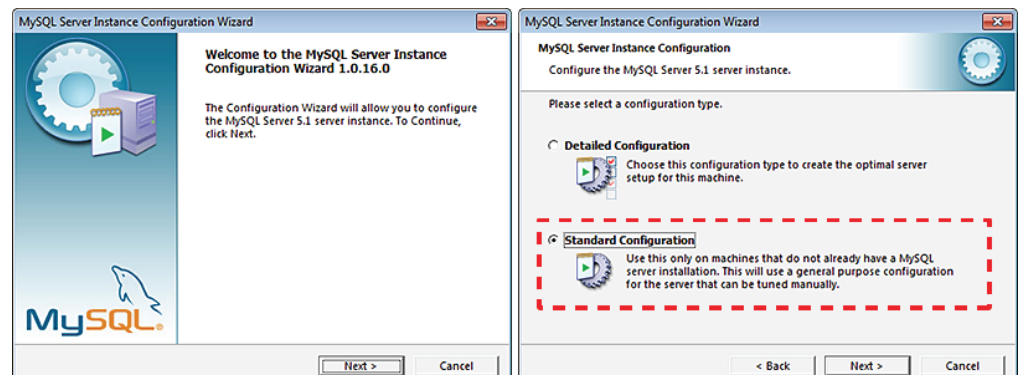 MySQL Server Instance Configuration Wizard
Welcome to the MySQL Server Instance
Configuration Wizard 1.0.16.0
The Configuration Wizard will allow you to configure
the MySQL Server 5.1 server instance. To Continue,
click Next.
MySQL®
Next >
Cancel
MySQL Server Instance Configuration Wizard
MySQL Server Instance Configuration
Configure the MySQL Server 5.1 server instance.
Please select a configuration type.
Detailed Configuration
Choose this configuration type to create the optimal server
setup for this machine.
Standard Configuration
Use this only on machines that do not already have a MySQL
server installation. This will use a general purpose configuration
for the server that can be tuned manually.
< Back
Next >
Cancel